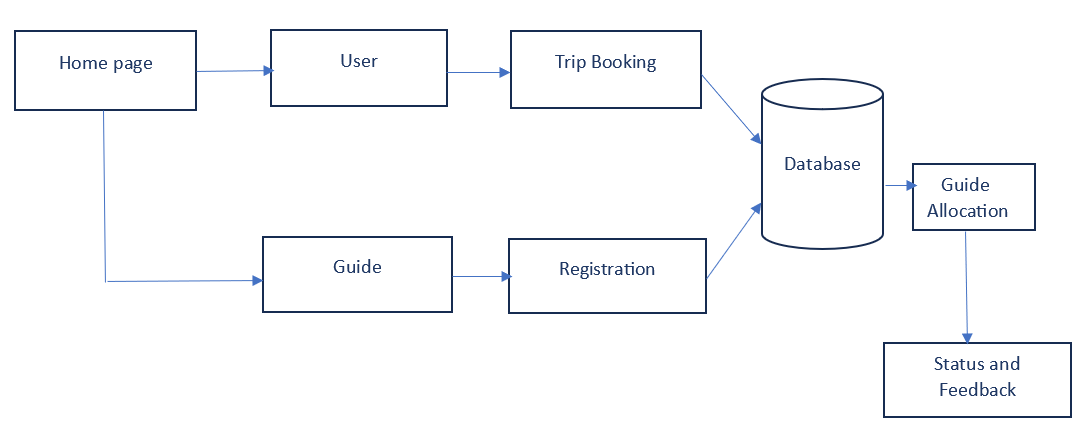 Home page
User
Trip Booking
Database
Guide
Allocation
Guide
Registration
Status and
Feedback